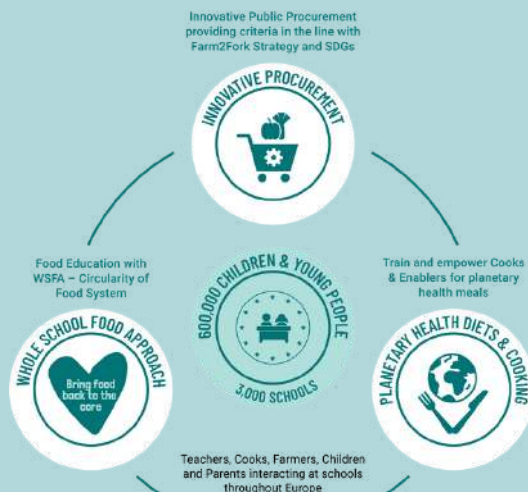 Innovative Public Procurement
providing criteria in the line with
Farm2Fork Strategy and SDGs
INNOVATIVE PROCUREMENT
Food Education with
WSFA – Circularity of
Food System
Train and empower Cooks
& Enablers for planetary
health meals
WHOLE SCHOOL FOOD APPROACH
Bring food
back to the
core
600,000 CHILDREN & YOUNG PEOPLE
3,000 SCHOOLS
PLANETARY HEALTH DIETS & COOKING
Teachers, Cooks, Farmers, Children
and Parents interacting at schools
throughout Europe